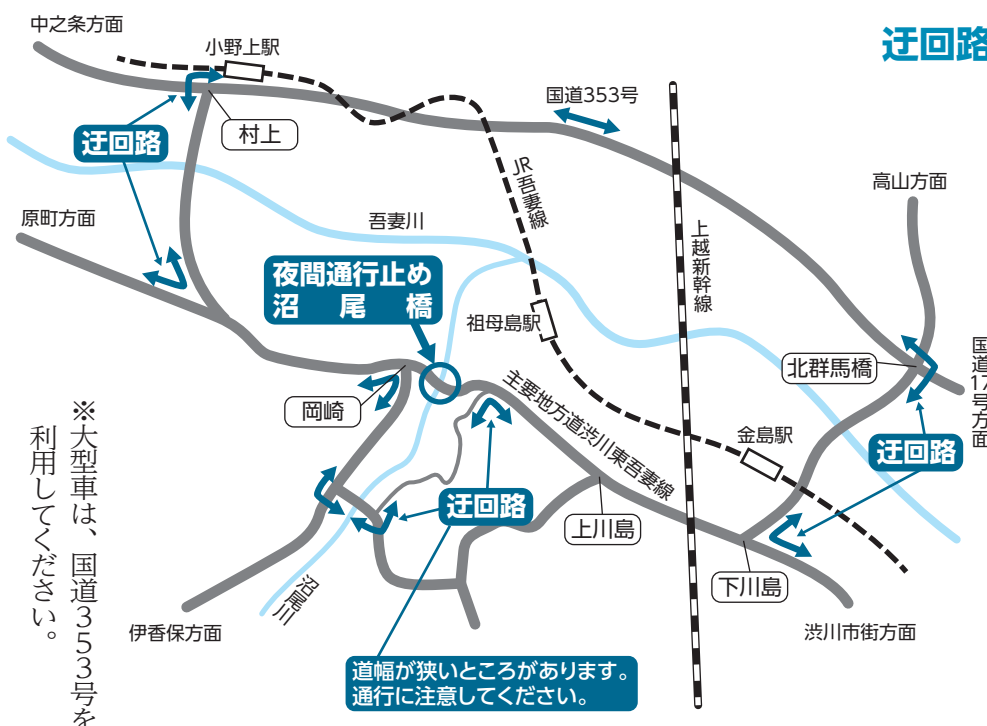 迂回路
中之条方面
小野上駅
国道353号
村上
迂回路
JR吾妻線
高山方面
原町方面
吾妻川
上越新幹線
夜間通行止め
沼尾橋
祖母島駅
国道17号方面
北群馬橋
岡崎
主要地方道渋川東吾妻線
金島駅
迂回路
迂回路
上川島
下川島
沼尾川
伊香保方面
渋川市街方面
道幅が狭いところがあります。
通行に注意してください。
※大型車は、国道353号を
利用してください。